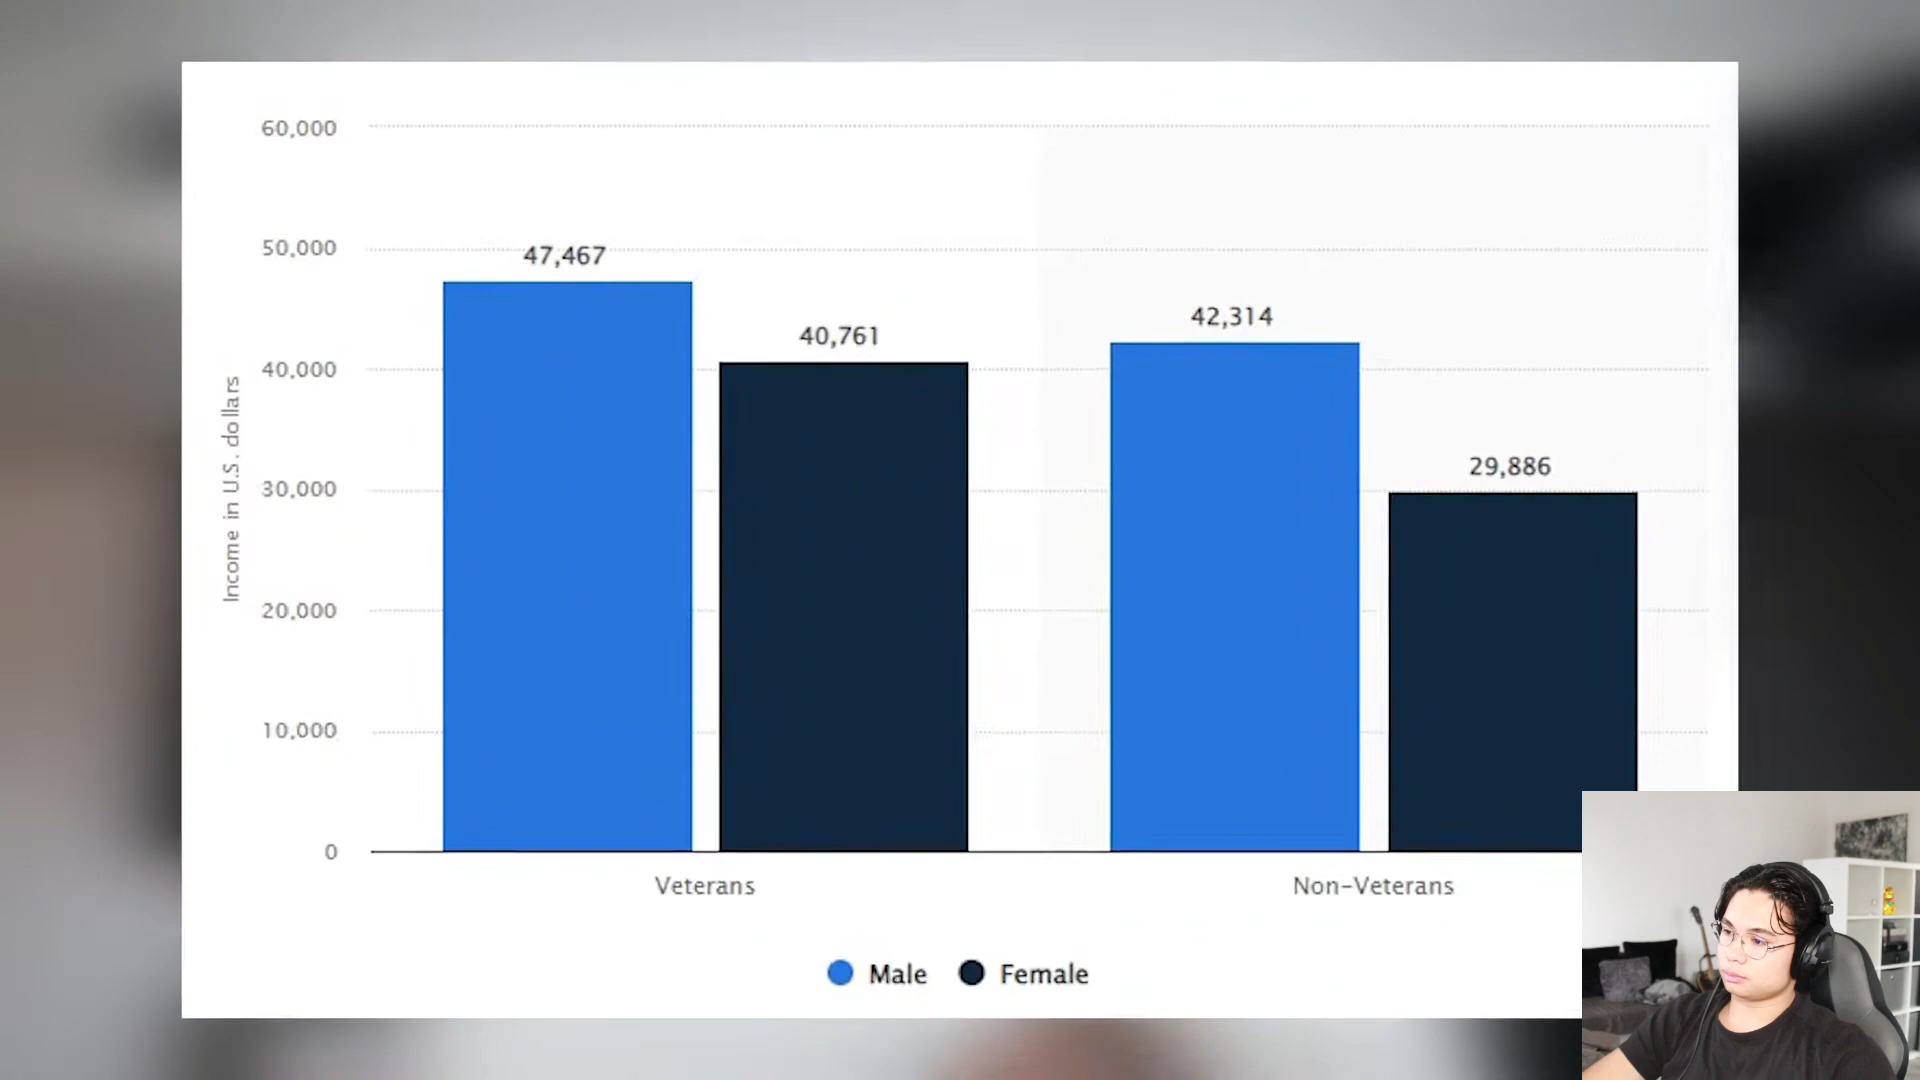 60,000
50,000
40,000
30,000
20,000
10,000
0
Income in U.S. dollars
47,467
40,761
42,314
29,886
Veterans
Non-Veterans
Male
Female